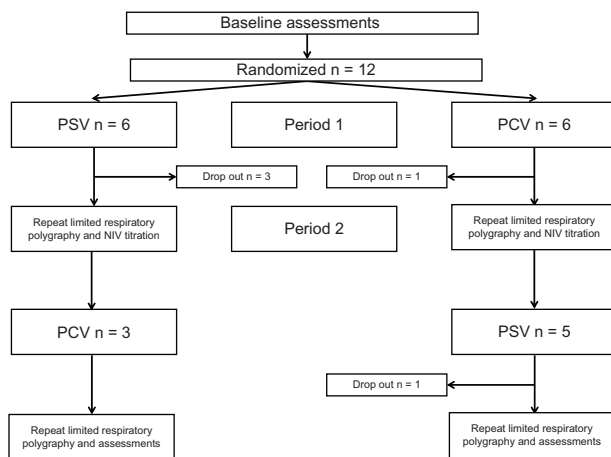 Baseline assessments
Randomized n = 12
PSV n = 6
Period 1
PCV n = 6
Drop out n = 3
Drop out n = 1
Repeat limited respiratory
polygraphy and NIV titration
Period 2
Repeat limited respiratory
polygraphy and NIV titration
PCV n = 3
PSV n = 5
Drop out n = 1
Repeat limited respiratory
polygraphy and assessments
Repeat limited respiratory
polygraphy and assessments